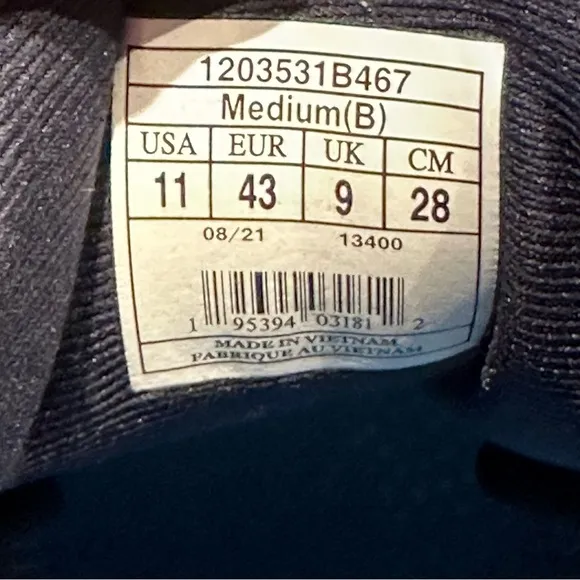 1203531B467
Medium(B)
USA EUR UK CM
11 43 9 28
08/21 13400
1 95394 03181 2
MADE IN VIETNAM
FABRIQUE AU VIETNAM